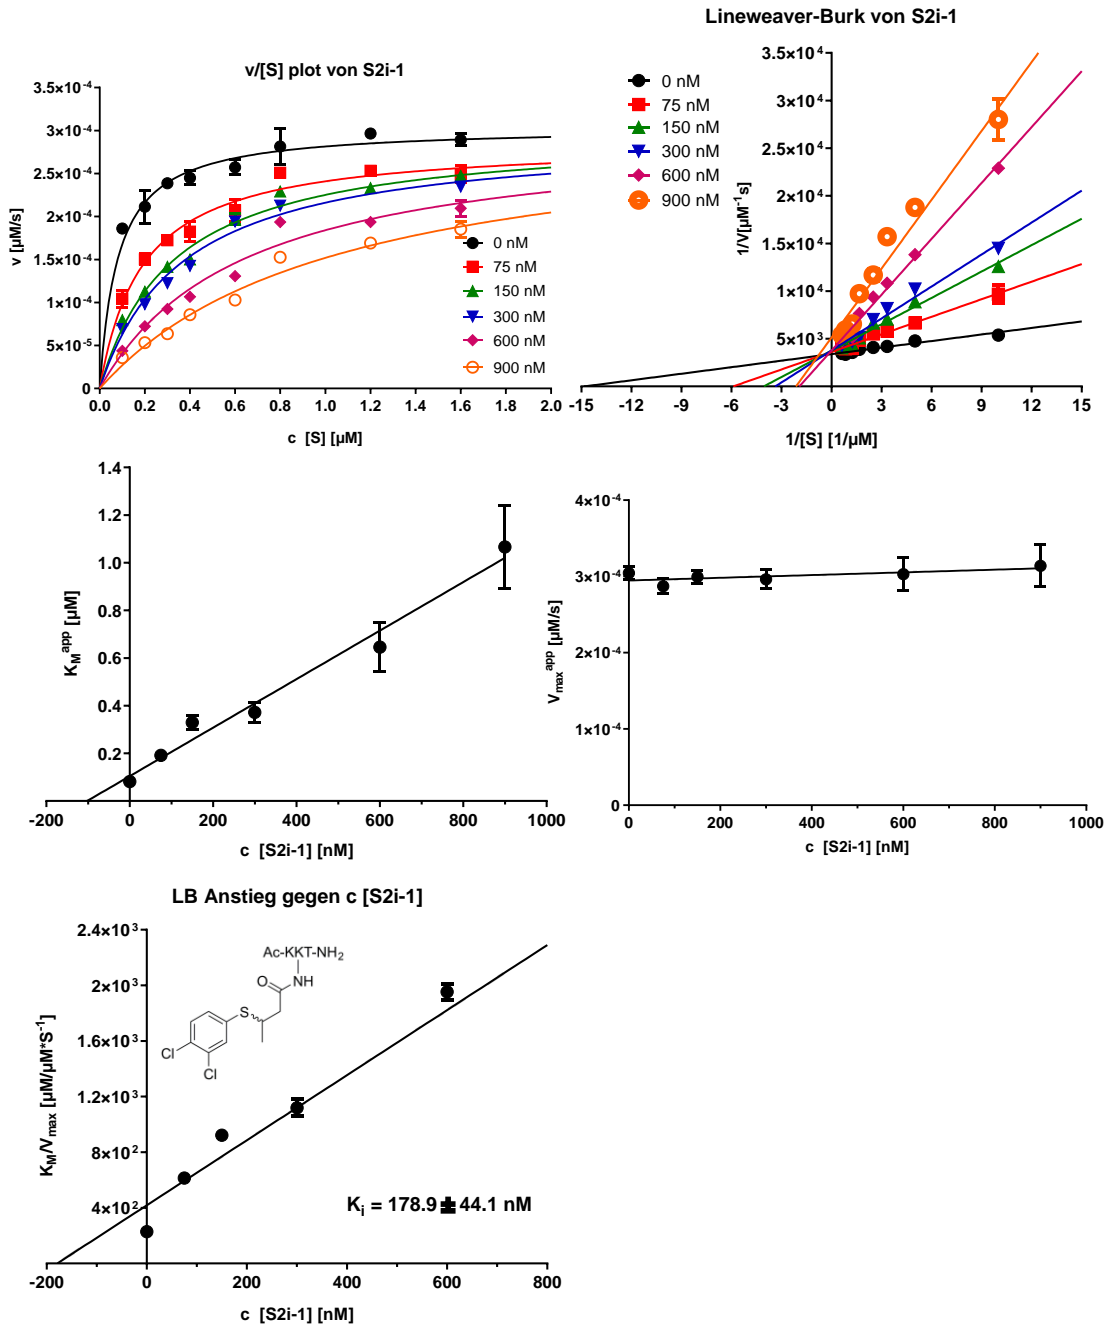 v/[S] plot von S2i-1
v [µM/s]
3.5×10-4
3×10-4
2.5×10-4
2×10-4
1.5×10-4
1×10-4
5×10-5
0
0.0 0.2 0.4 0.6 0.8 1.0 1.2 1.4 1.6 1.8 2.0
c [S] [µM]
0 nM
75 nM
150 nM
300 nM
600 nM
900 nM
Lineweaver-Burk von S2i-1
0 nM
75 nM
150 nM
300 nM
600 nM
900 nM
1/V[µM-1s]
3.5×104
3×104
2.5×104
2×104
1.5×104
1×104
5×103
-15 -12 -9 -6 -3 0 3 6 9 12 15
1/[S] [1/µM]
KMapp [µM]
1.4
1.2
1.0
0.8
0.6
0.4
0.2
-200 0 200 400 600 800 1000
c [S2i-1] [nM]
Vmaxapp [µM/s]
4×10-4
3×10-4
2×10-4
1×10-4
0
0 200 400 600 800 1000
c [S2i-1] [nM]
LB Anstieg gegen c [S2i-1]
KM/Vmax [µM/µM*S-1]
2.4×103
2×103
1.6×103
1.2×103
8×102
4×102
Ac-KKT-NH2
NH
O
S
Cl
Cl
Ki = 178.9 ± 44.1 nM
-200 0 200 400 600 800
c [S2i-1] [nM]